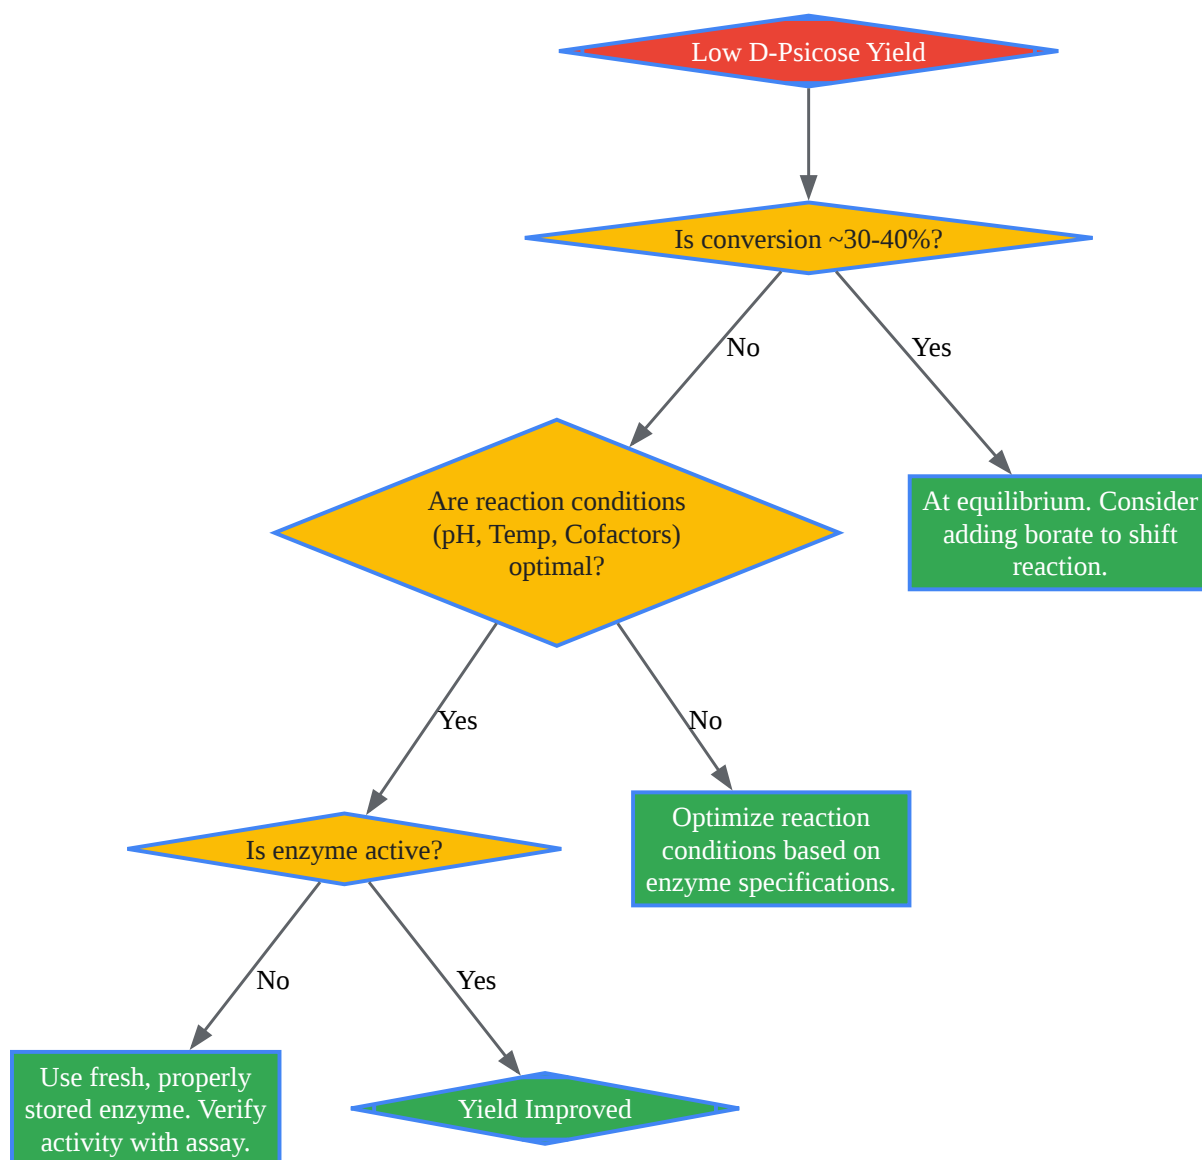 Low D-Psicose Yield
Is conversion ~30-40%?
No
Yes
Are reaction conditions
(pH, Temp, Cofactors)
optimal?
At equilibrium. Consider
adding borate to shift
reaction.
Yes
No
Is enzyme active?
Optimize reaction
conditions based on
enzyme specifications.
No
Yes
Use fresh, properly
stored enzyme. Verify
activity with assay.
Yield Improved